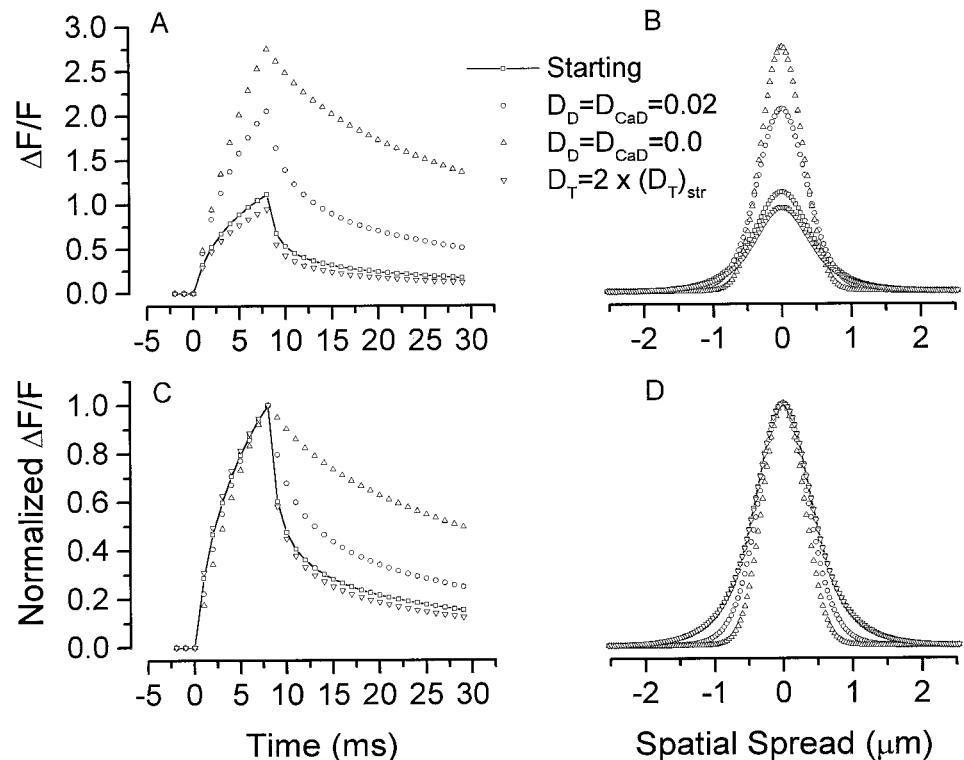 A
B
3.0
2.5
2.0
1.5
1.0
0.5
0.0
ΔF/F
Starting
D_D=D_CaD=0.02
D_D=D_CaD=0.0
D_T=2 x (D_T)_str
-5 0 5 10 15 20 25 30
-2 -1 0 1 2
C
D
1.0
0.8
0.6
0.4
0.2
0.0
Normalized ΔF/F
-5 0 5 10 15 20 25 30
-2 -1 0 1 2
Time (ms)
Spatial Spread (μm)